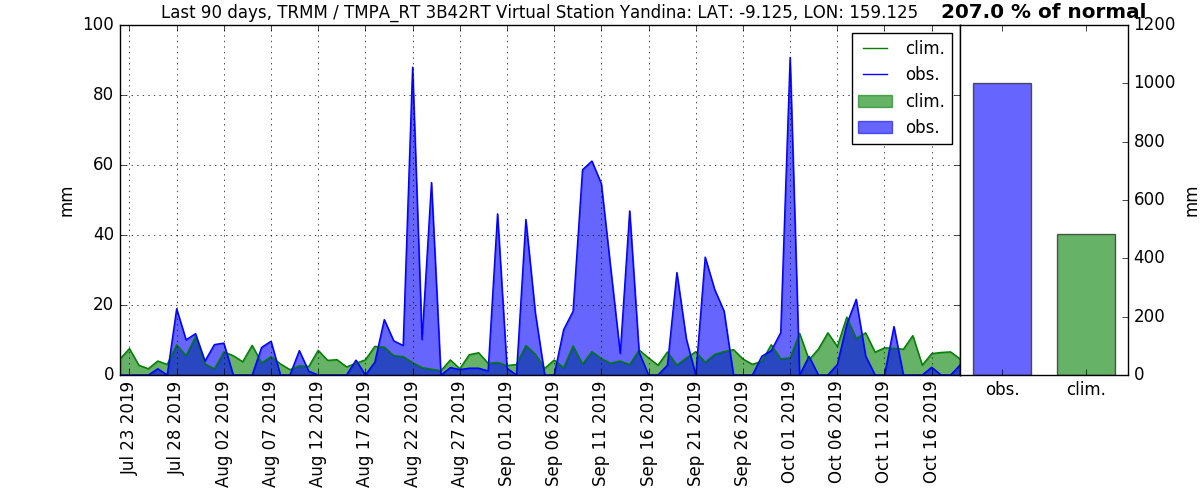 Last 90 days, TRMM / TMPA_RT 3B42RT Virtual Station Yandina: LAT: -9.125, LON: 159.125
207.0 % of normal
mm
100
80
60
40
20
0
clim.
obs.
clim.
obs.
1200
1000
800
600
400
200
0
mm
Jul 23 2019
Jul 28 2019
Aug 02 2019
Aug 07 2019
Aug 12 2019
Aug 17 2019
Aug 22 2019
Aug 27 2019
Sep 01 2019
Sep 06 2019
Sep 11 2019
Sep 16 2019
Sep 21 2019
Sep 26 2019
Oct 01 2019
Oct 06 2019
Oct 11 2019
Oct 16 2019
obs.
clim.